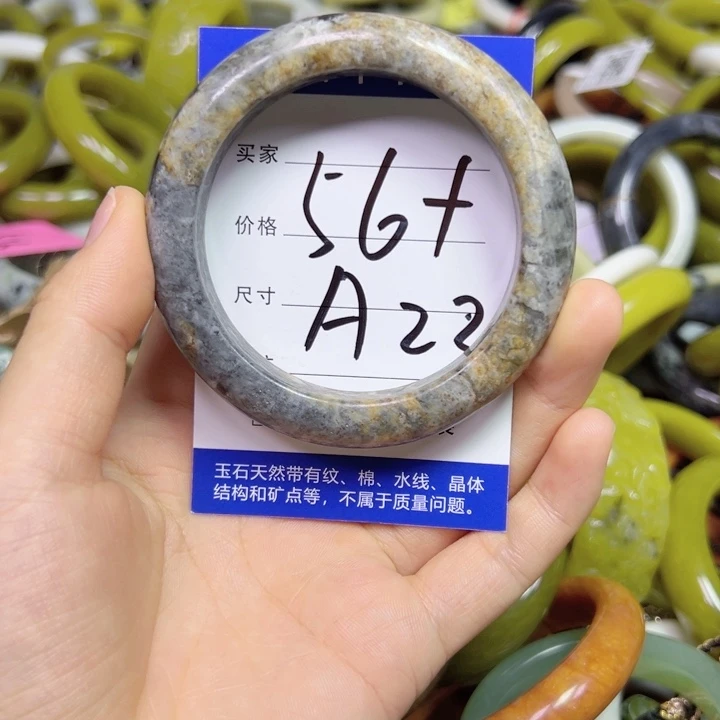 买家
56+
价格
尺寸
A 22
玉石天然带有纹、棉、水线、晶体
结构和矿点等，不属于质量问题。